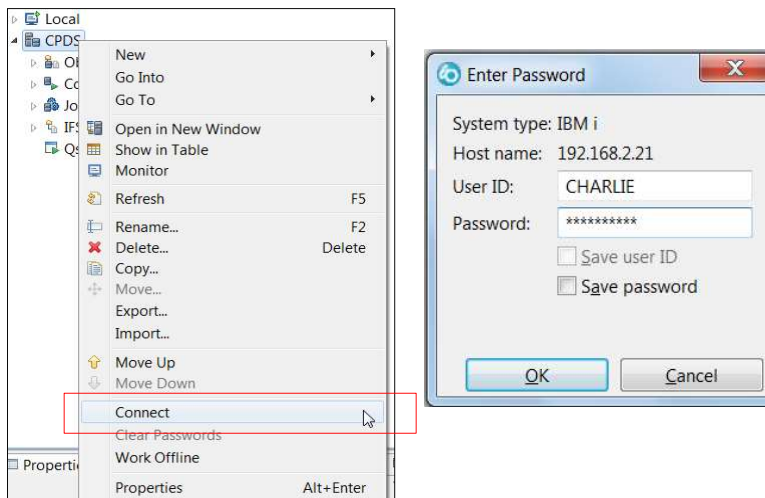 Local
CPDS
New
Go Into
Go To
Open in New Window
Show in Table
Monitor
Refresh F5
Rename... F2
Delete... Delete
Copy...
Move...
Export...
Import...
Move Up
Move Down
Connect
Clear Passwords
Work Offline
Properties Alt+Enter
Enter Password
System type: IBM i
Host name: 192.168.2.21
User ID: CHARLIE
Password: **********
Save user ID
Save password
OK Cancel